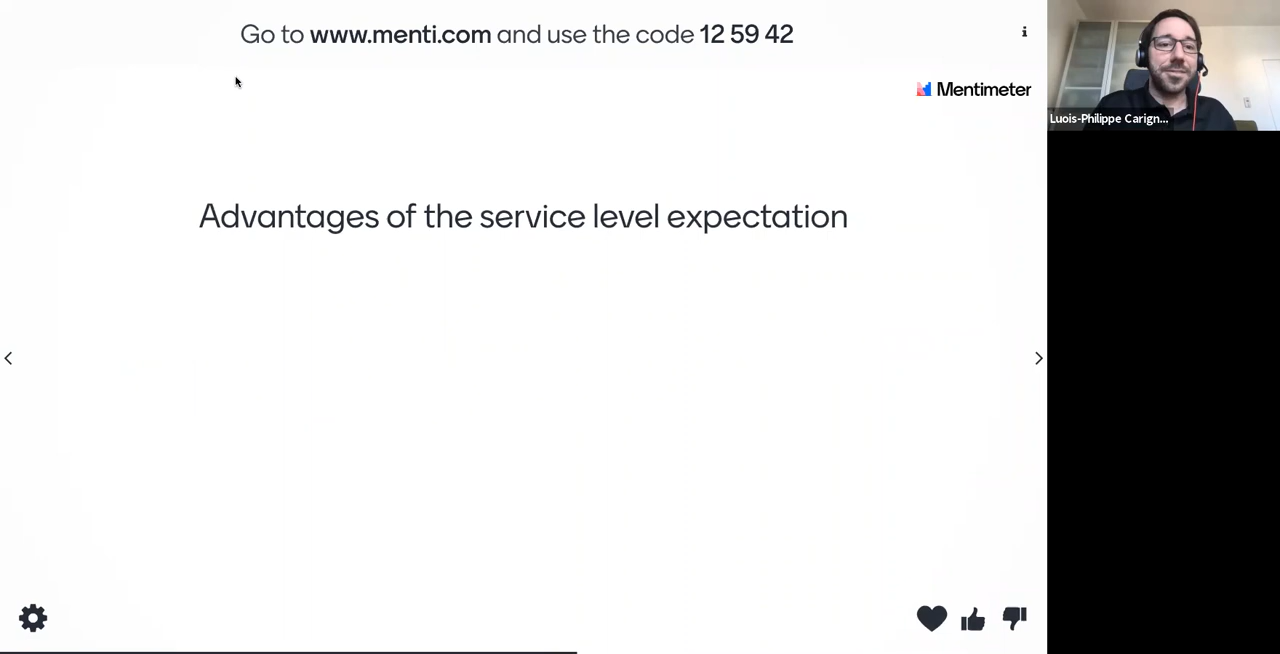 Go to www.menti.com and use the code 12 59 42
Mentimeter
Luois-Philippe Carign...
Advantages of the service level expectation